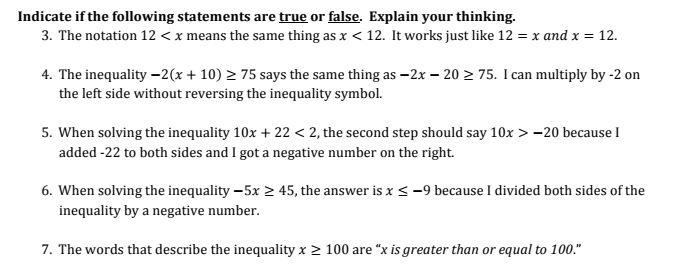 Indicate if the following statements are true or false. Explain your thinking.
3. The notation 12 < x means the same thing as x < 12. It works just like 12 = x and x = 12.
4. The inequality −2(x + 10) ≥ 75 says the same thing as −2x − 20 ≥ 75. I can multiply by -2 on
the left side without reversing the inequality symbol.
5. When solving the inequality 10x + 22 < 2, the second step should say 10x > −20 because I
added -22 to both sides and I got a negative number on the right.
6. When solving the inequality −5x ≥ 45, the answer is x ≤ −9 because I divided both sides of the
inequality by a negative number.
7. The words that describe the inequality x ≥ 100 are “x is greater than or equal to 100.”